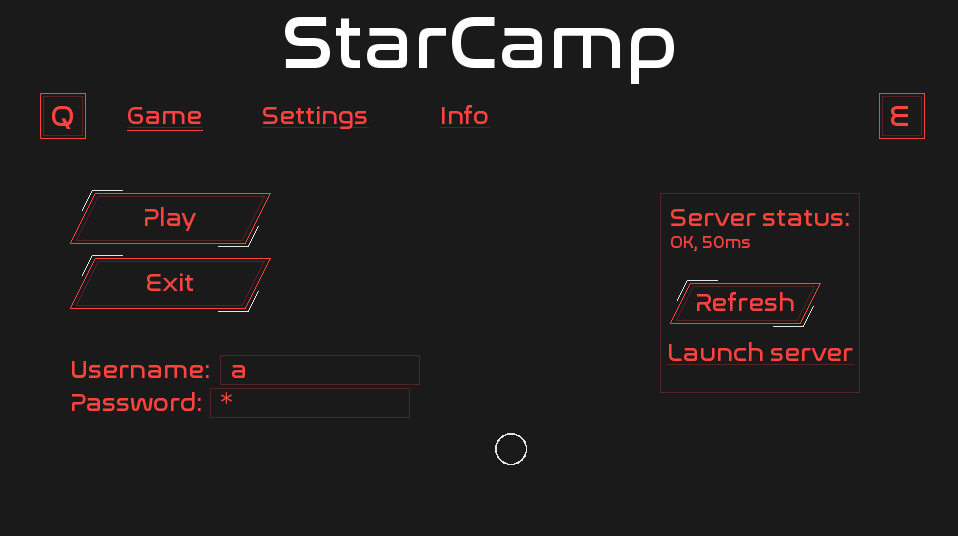 StarCamp
Q Game Settings Info E
Play
Exit
Server status:
OK, 50ms
Refresh
Launch server
Username: a
Password: *